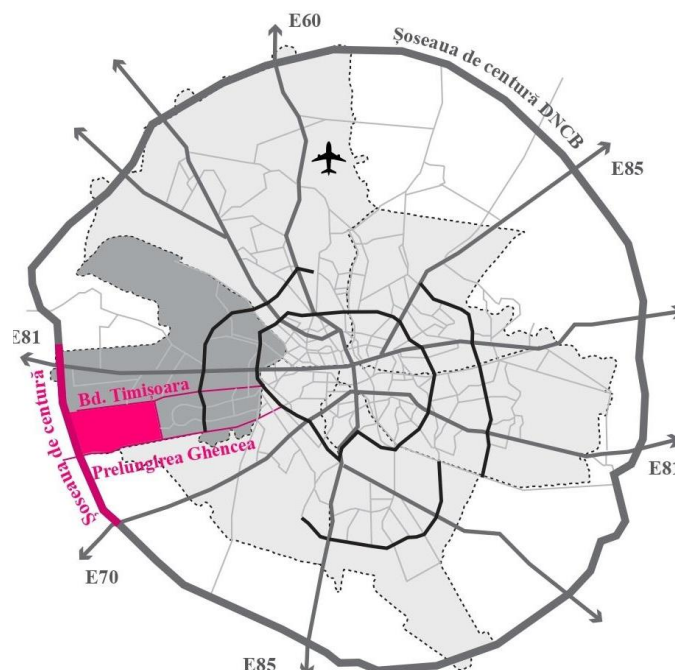 E60
Șoseaua de centură DNCB
E85
E81
Bd. Timișoara
Șoseaua de centură
Prelungirea Ghencea
E81
E70
E85